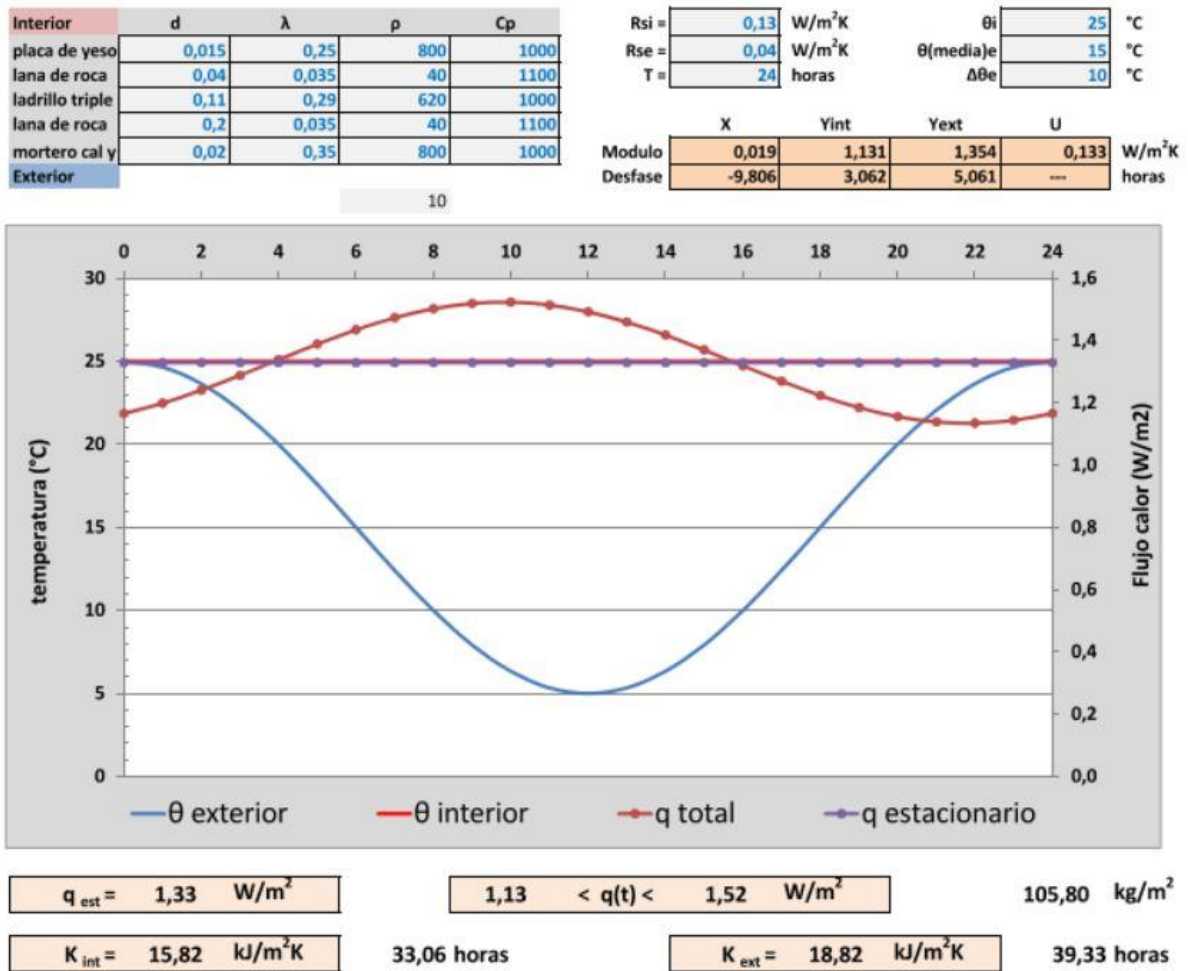 Interior d λ ρ Cp
placa de yeso 0,015 0,25 800 1000
lana de roca 0,04 0,035 40 1100
ladrillo triple 0,11 0,29 620 1000
lana de roca 0,2 0,035 40 1100
mortero cal y 0,02 0,35 800 1000
Exterior
10
Rsi = 0,13 W/m²K θi 25 °C
Rse = 0,04 W/m²K θ(media)e 15 °C
T = 24 horas Δθe 10 °C
X Yint Yext U
Modulo 0,019 1,131 1,354 0,133 W/m²K
Desfase -9,806 3,062 5,061 --- horas
0 2 4 6 8 10 12 14 16 18 20 22 24
30
25
20
15
10
5
0
temperatura (°C)
1,6
1,4
1,2
1,0
0,8
0,6
0,4
0,2
0,0
Flujo calor (W/m2)
θ exterior θ interior q total q estacionario
q est = 1,33 W/m² 1,13 < q(t) < 1,52 W/m² 105,80 kg/m²
K int = 15,82 kJ/m²K 33,06 horas K ext = 18,82 kJ/m²K 39,33 horas